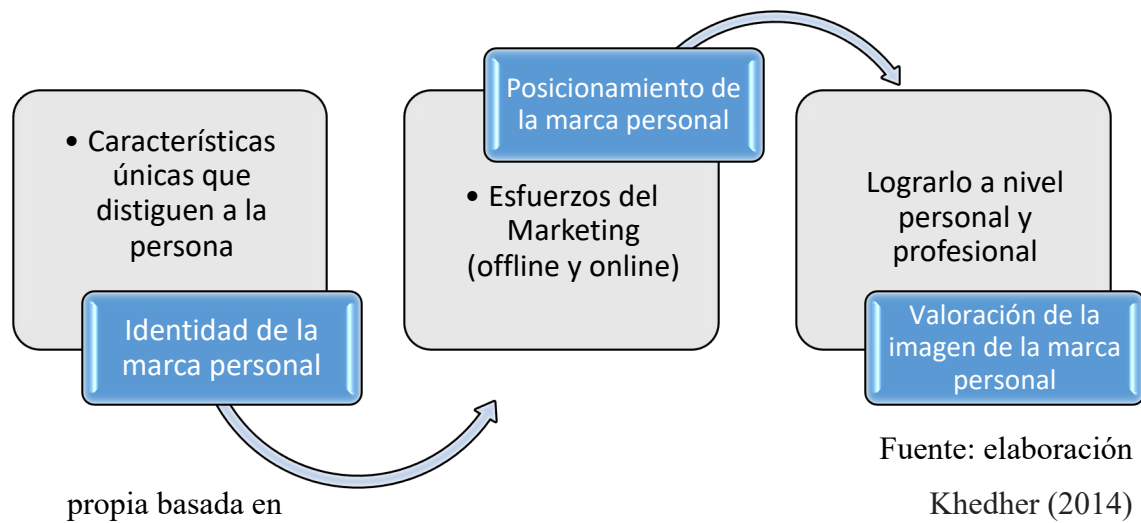 • Características
únicas que
distiguen a la
persona
Identidad de la
marca personal
Posicionamiento de
la marca personal
• Esfuerzos del
Marketing
(offline y online)
Lograrlo a nivel
personal y
profesional
Valoración de la
imagen de la marca
personal
Fuente: elaboración
propia basada en Khedher (2014)